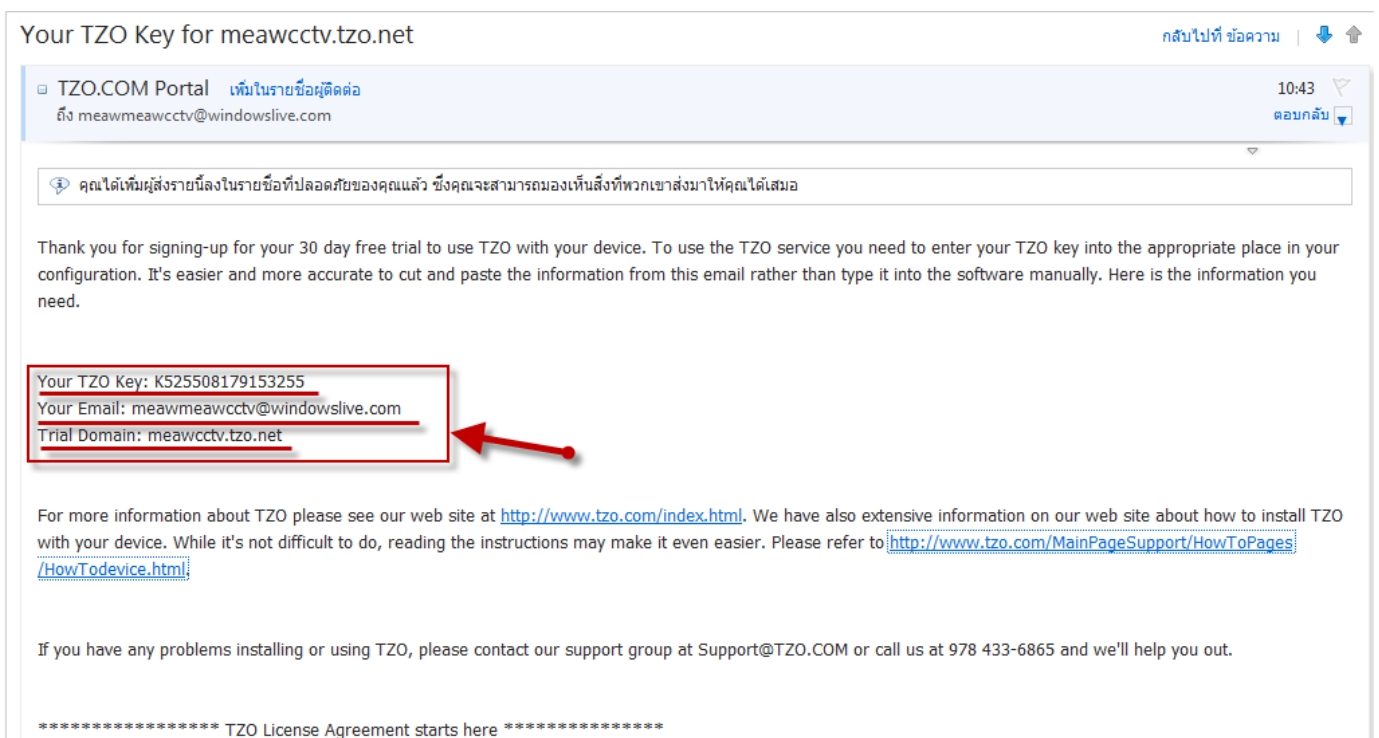 Your TZO Key for meawcctv.tzo.net
กลับไปที่ ข้อความ |
TZO.COM Portal เพิ่มในรายชื่อผู้ติดต่อ
10:43
ถึง meawmeawcctv@windowslive.com
ตอบกลับ
คุณได้เพิ่มผู้ส่งรายนี้ลงในรายชื่อที่ปลอดภัยของคุณแล้ว ซึ่งคุณจะสามารถมองเห็นสิ่งที่พวกเขาส่งมาให้คุณได้เสมอ
Thank you for signing-up for your 30 day free trial to use TZO with your device. To use the TZO service you need to enter your TZO key into the appropriate place in your
configuration. It's easier and more accurate to cut and paste the information from this email rather than type it into the software manually. Here is the information you
need.
Your TZO Key: K525508179153255
Your Email: meawmeawcctv@windowslive.com
Trial Domain: meawcctv.tzo.net
For more information about TZO please see our web site at http://www.tzo.com/index.html. We have also extensive information on our web site about how to install TZO
with your device. While it's not difficult to do, reading the instructions may make it even easier. Please refer to http://www.tzo.com/MainPageSupport/HowToPages
/HowTodevice.html.
If you have any problems installing or using TZO, please contact our support group at Support@TZO.COM or call us at 978 433-6865 and we'll help you out.
***************** TZO License Agreement starts here ***************